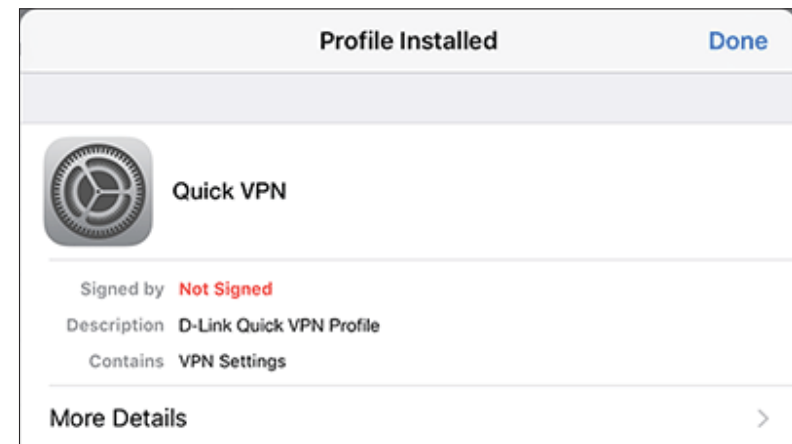 Profile Installed Done
Quick VPN
Signed by Not Signed
Description D-Link Quick VPN Profile
Contains VPN Settings
More Details